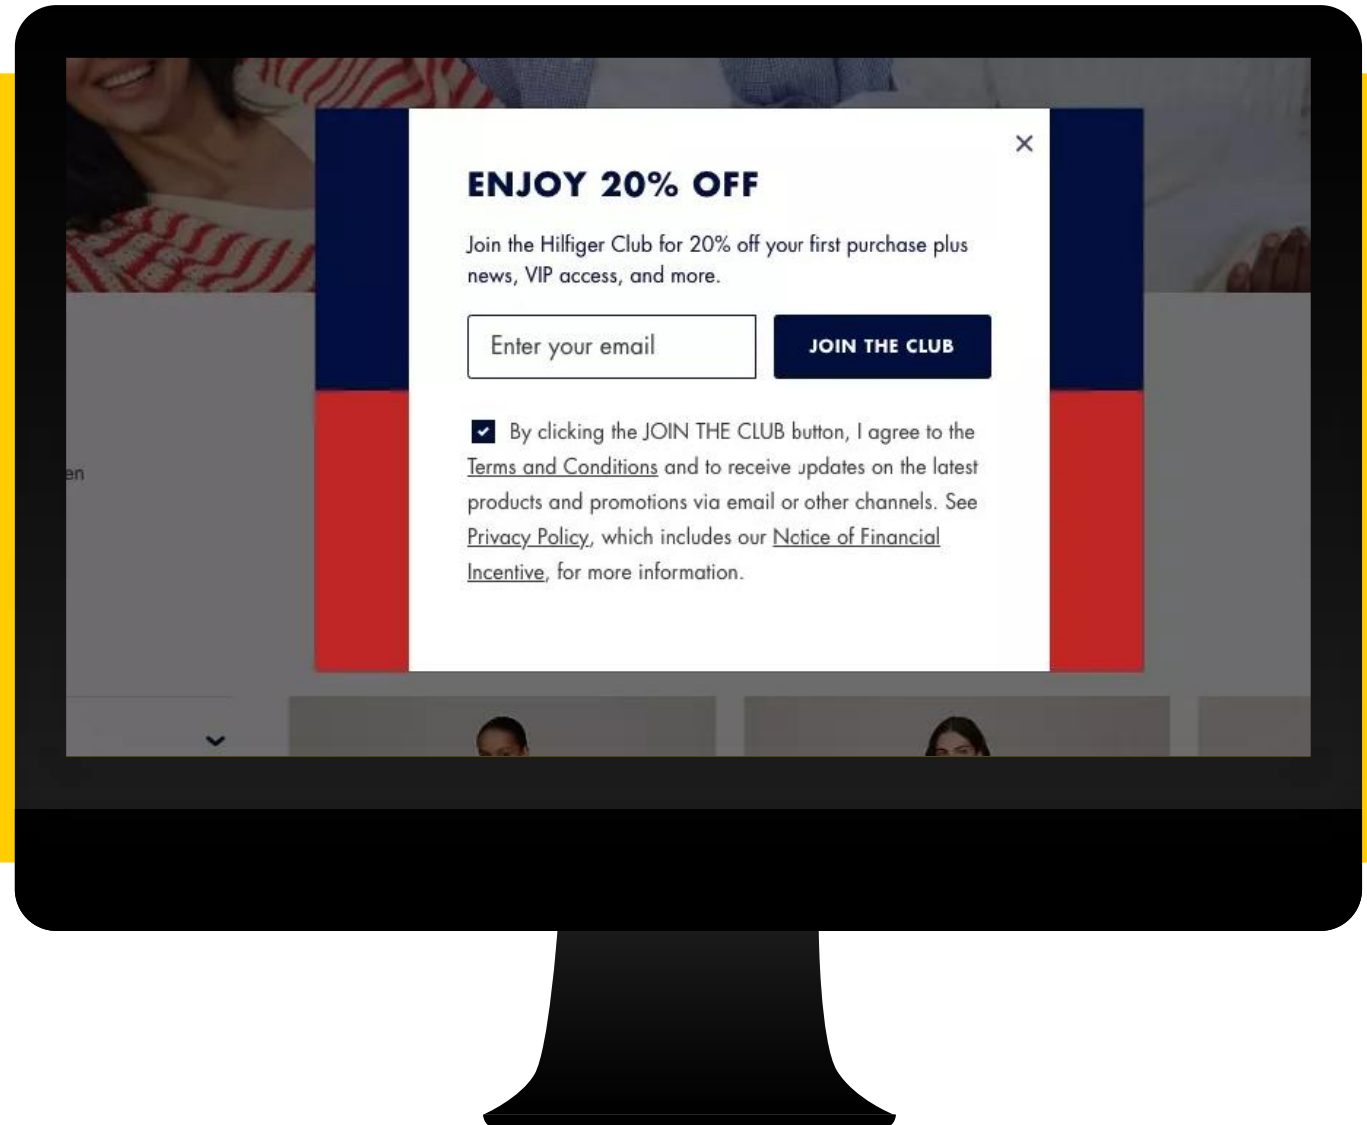 ENJOY 20% OFF
Join the Hilfiger Club for 20% off your first purchase plus
news, VIP access, and more.
Enter your email
JOIN THE CLUB
By clicking the JOIN THE CLUB button, I agree to the
Terms and Conditions and to receive updates on the latest
products and promotions via email or other channels. See
Privacy Policy, which includes our Notice of Financial
Incentive, for more information.
en